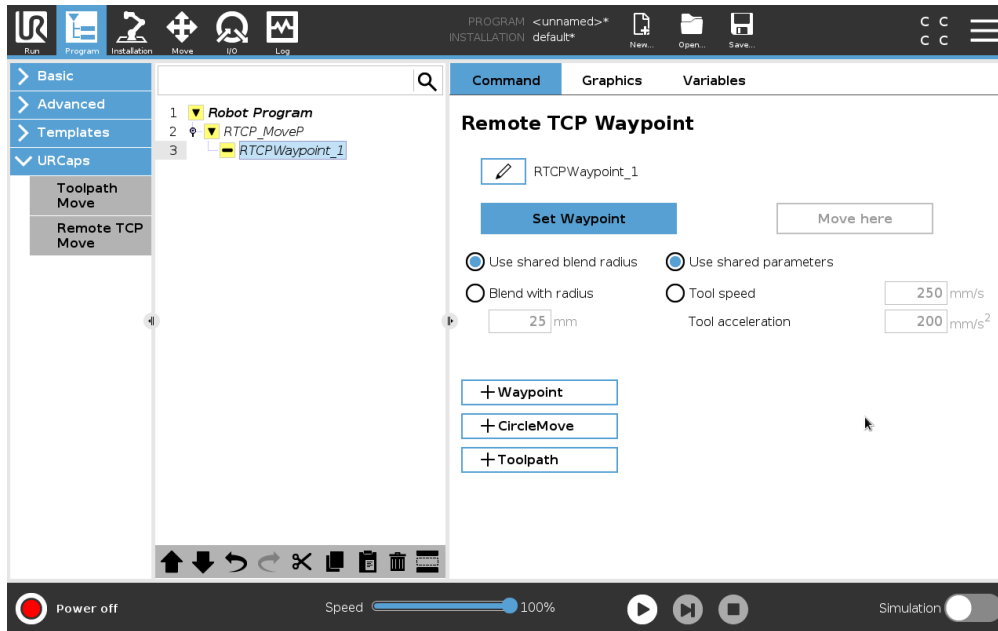 PROGRAM <unnamed>*
INSTALLATION default*
C C
C C
Run Program Installation Move I/O Log New... Open... Save...
Basic
Advanced
Templates
URCaps
Toolpath
Move
Remote TCP
Move
1 Robot Program
2 RTCP_MoveP
3 RTCPWaypoint_1
Command Graphics Variables
Remote TCP Waypoint
RTCPWaypoint_1
Set Waypoint Move here
Use shared blend radius Use shared parameters
Blend with radius Tool speed 250 mm/s
25 mm Tool acceleration 200 mm/s²
+ Waypoint
+ CircleMove
+ Toolpath
Power off Speed 100% Simulation